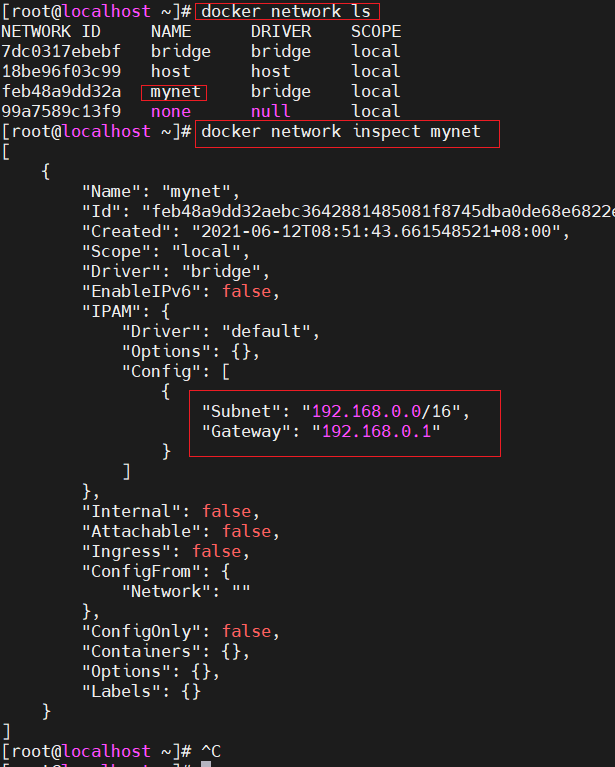 [root@localhost ~]# docker network ls
NETWORK ID     NAME      DRIVER    SCOPE
7dc0317ebebf   bridge    bridge    local
18be96f03c99   host      host      local
feb48a9dd32a   mynet     bridge    local
99a7589c13f9   none      null      local
[root@localhost ~]# docker network inspect mynet
[
    {
        "Name": "mynet",
        "Id": "feb48a9dd32aebc3642881485081f8745dba0de68e6822e
        "Created": "2021-06-12T08:51:43.661548521+08:00",
        "Scope": "local",
        "Driver": "bridge",
        "EnableIPv6": false,
        "IPAM": {
            "Driver": "default",
            "Options": {},
            "Config": [
                {
                    "Subnet": "192.168.0.0/16",
                    "Gateway": "192.168.0.1"
                }
            ]
        },
        "Internal": false,
        "Attachable": false,
        "Ingress": false,
        "ConfigFrom": {
            "Network": ""
        },
        "ConfigOnly": false,
        "Containers": {},
        "Options": {},
        "Labels": {}
    }
]
[root@localhost ~]# ^C